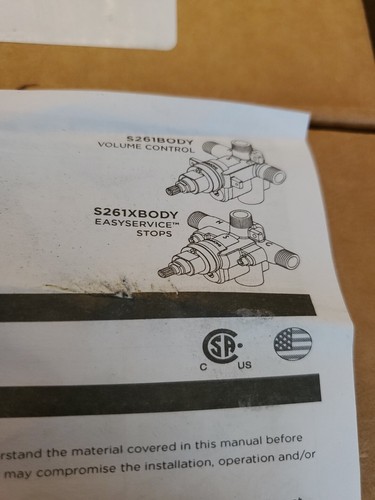 S261BODY
VOLUME CONTROL
S261XBODY
EASYSERVICE™
STOPS
H
C SA US
rstand the material covered in this manual before
may compromise the installation, operation and/or